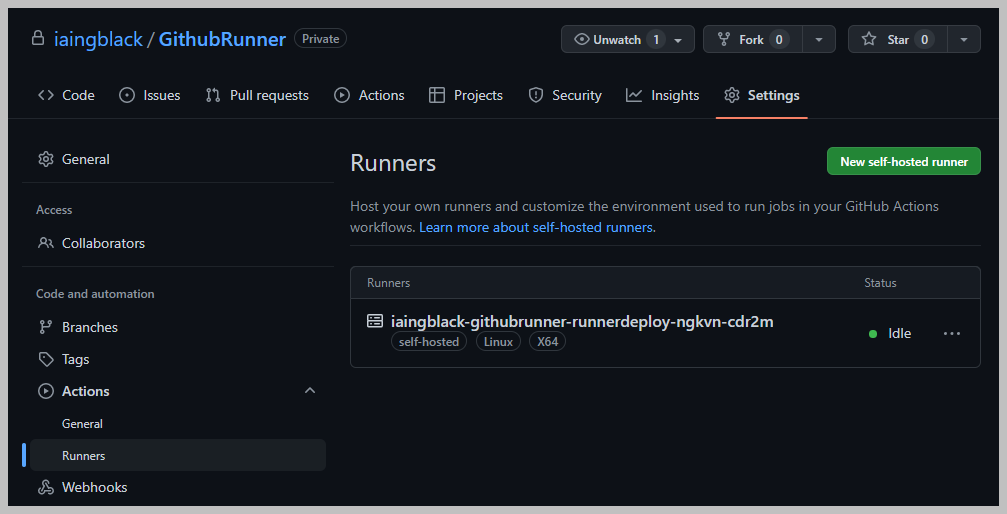 iaingblack / GithubRunner Private
Unwatch 1
Fork 0
Star 0
Code Issues Pull requests Actions Projects Security Insights Settings
General
Access
Collaborators
Code and automation
Branches
Tags
Actions
General
Runners
Webhooks
Runners
New self-hosted runner
Host your own runners and customize the environment used to run jobs in your GitHub Actions
workflows. Learn more about self-hosted runners.
Runners Status
iaingblack-githubrunner-runnerdeploy-ngkvn-cdr2m
self-hosted Linux X64
Idle